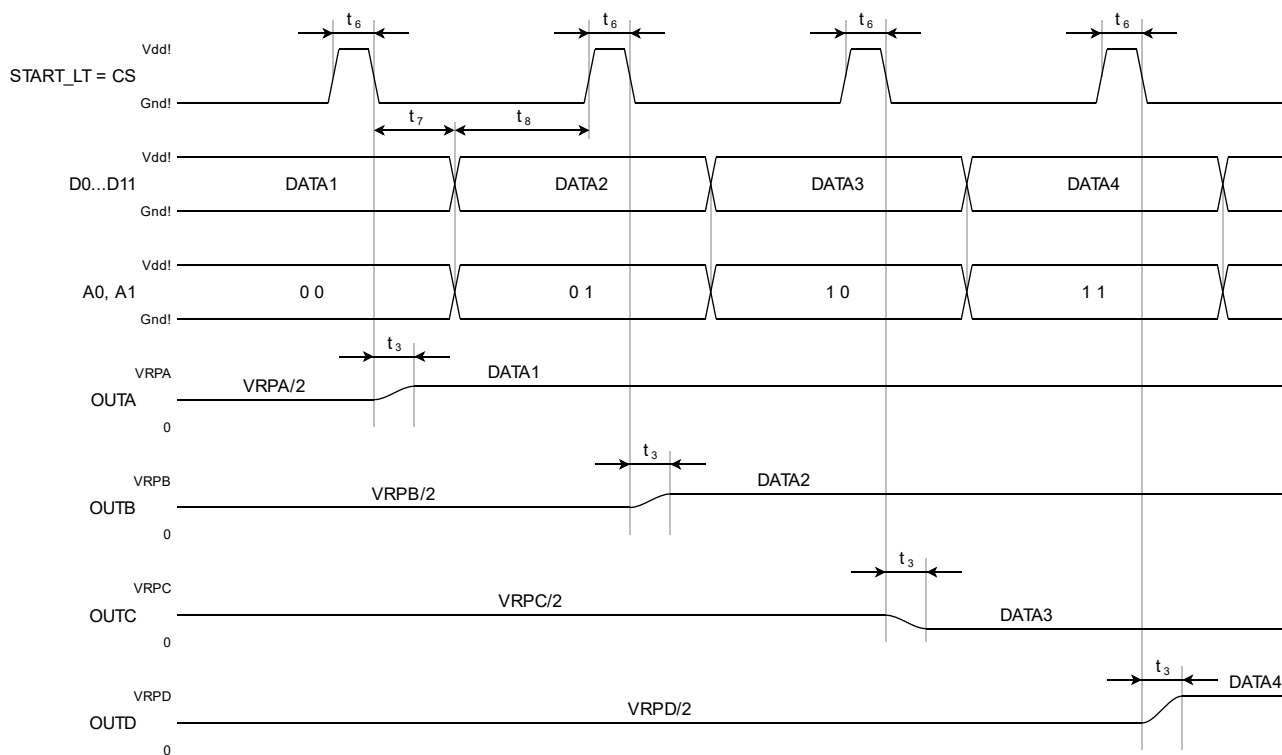 t6 t6 t6 t6
Vdd!
START_LT = CS
Gnd!
t7 t8
Vdd!
D0...D11 DATA1 DATA2 DATA3 DATA4
Gnd!
Vdd!
A0, A1 0 0 0 1 1 0 1 1
Gnd!
t3
VRPA DATA1
VRPA/2
OUTA
0
t3
VRPB DATA2
VRPB/2
OUTB
0
t3
VRPC
VRPC/2
OUTC DATA3
0
t3
VRPD DATA4
VRPD/2
OUTD
0